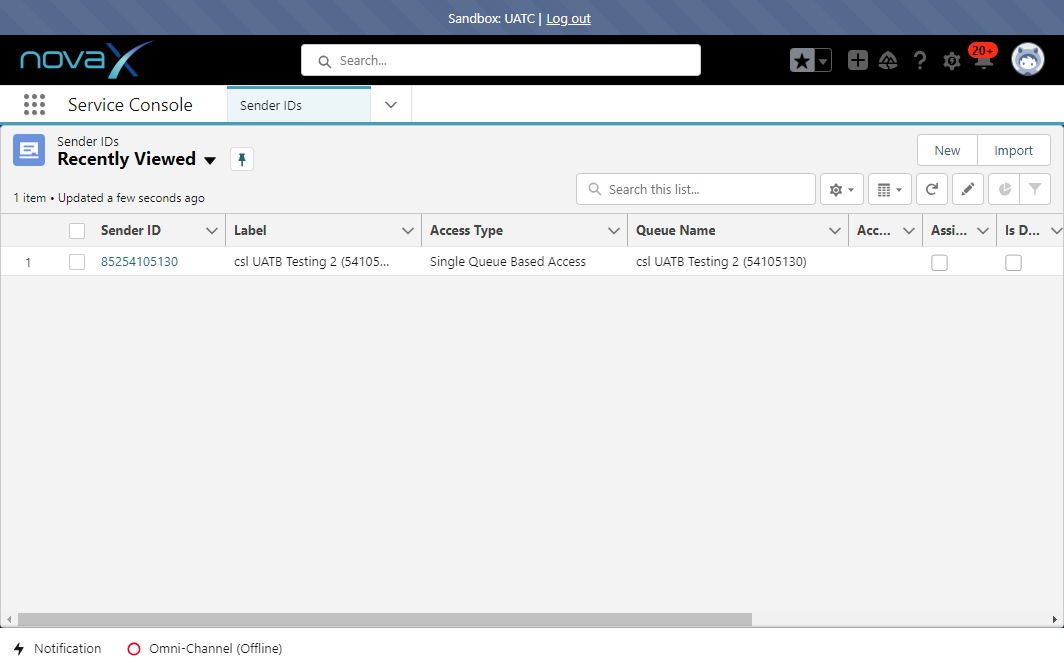 Sandbox: UATC | Log out
novaX
Search...
20+
Service Console
Sender IDs
Sender IDs
Recently Viewed
New
Import
1 item • Updated a few seconds ago
Search this list...
Sender ID
Label
Access Type
Queue Name
Acc...
Assi...
Is D...
1
85254105130
csl UATB Testing 2 (54105...
Single Queue Based Access
csl UATB Testing 2 (54105130)
Notification
Omni-Channel (Offline)